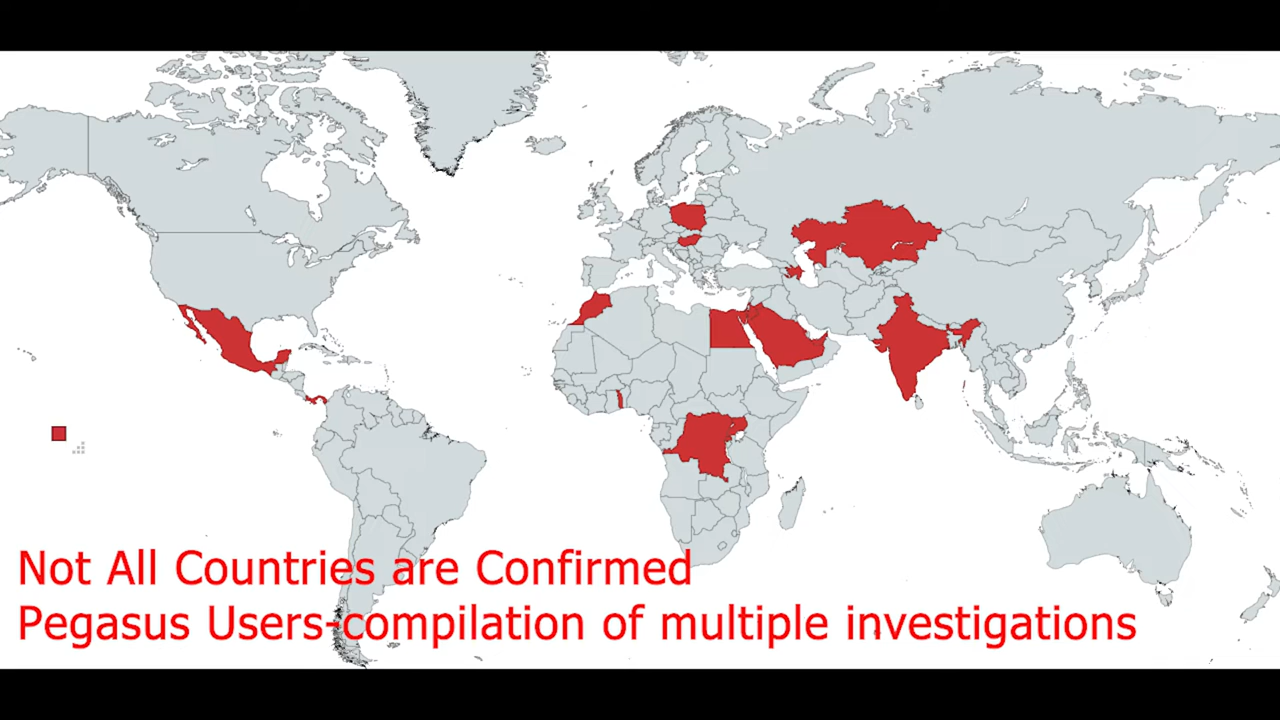 Not All Countries are Confirmed
Pegasus Users-compilation of multiple investigations